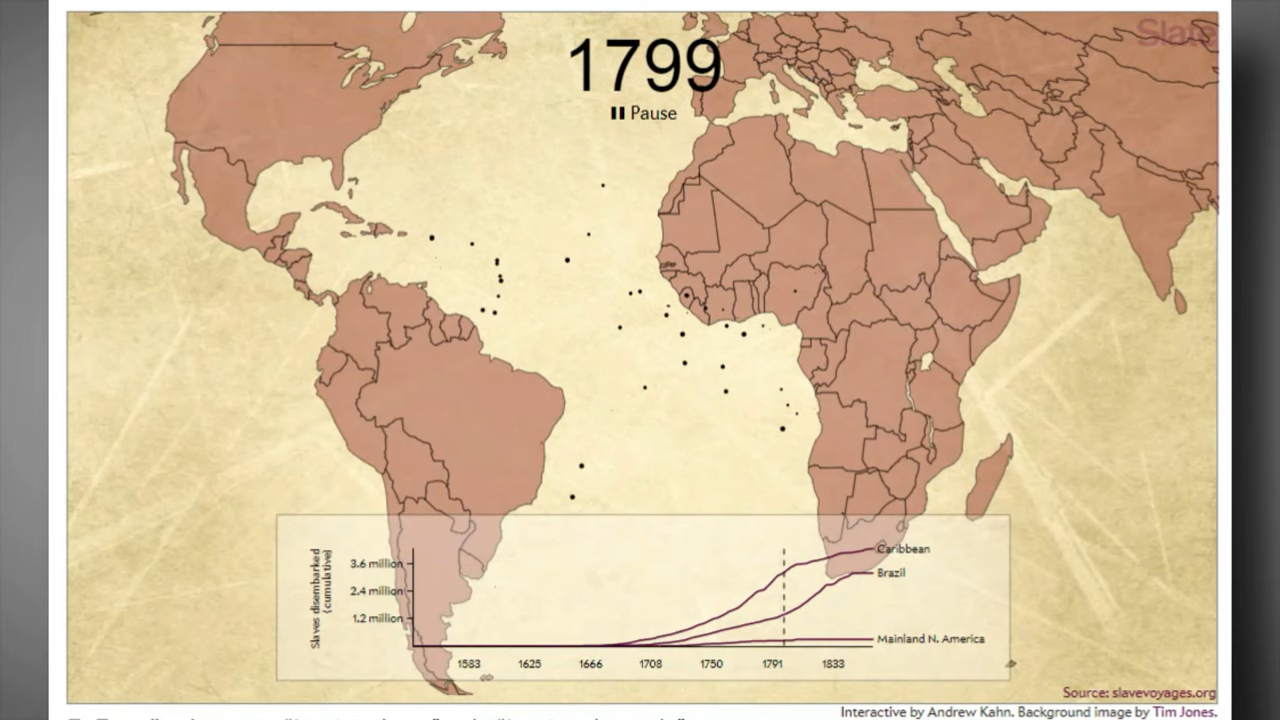 Slate
1799
Pause
Slaves disembarked
(cumulative)
3.6 million
2.4 million
1.2 million
Caribbean
Brazil
Mainland N. America
1583 1625 1666 1708 1750 1791 1833
Source: slavevoyages.org
Interactive by Andrew Kahn. Background image by Tim Jones.